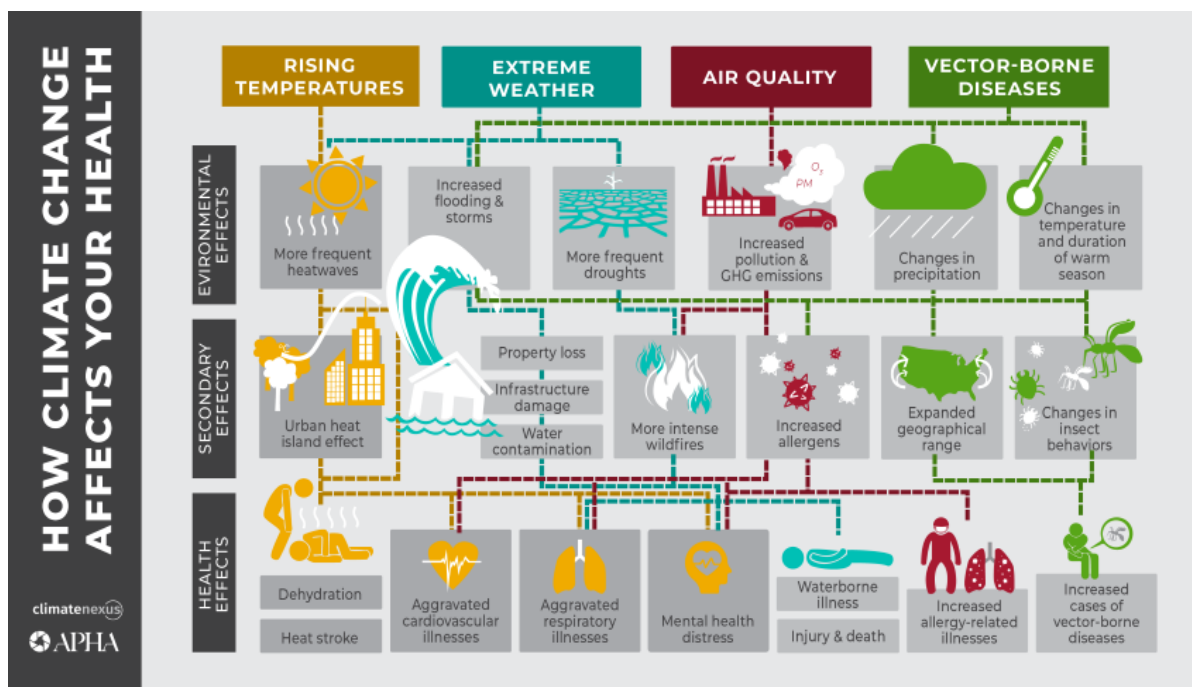 HOW CLIMATE CHANGE
AFFECTS YOUR HEALTH
climatenexus
APHA
RISING
TEMPERATURES
EXTREME
WEATHER
AIR QUALITY
VECTOR-BORNE
DISEASES
EVIRONMENTAL
EFFECTS
More frequent
heatwaves
Increased
flooding &
storms
More frequent
droughts
O3
PM
Increased
pollution &
GHG emissions
Changes in
precipitation
Changes in
temperature
and duration
of warm
season
SECONDARY
EFFECTS
Urban heat
island effect
Property loss
Infrastructure
damage
Water
contamination
More intense
wildfires
Increased
allergens
Expanded
geographical
range
Changes in
insect
behaviors
HEALTH
EFFECTS
Dehydration
Heat stroke
Aggravated
cardiovascular
illnesses
Aggravated
respiratory
illnesses
Mental health
distress
Waterborne
illness
Injury & death
Increased
allergy-related
illnesses
Increased
cases of
vector-borne
diseases